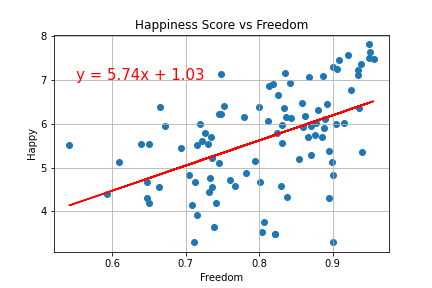 Happiness Score vs Freedom
8
y = 5.74x + 1.03
7
6
Happy
5
4
0.6 0.7 0.8 0.9
Freedom